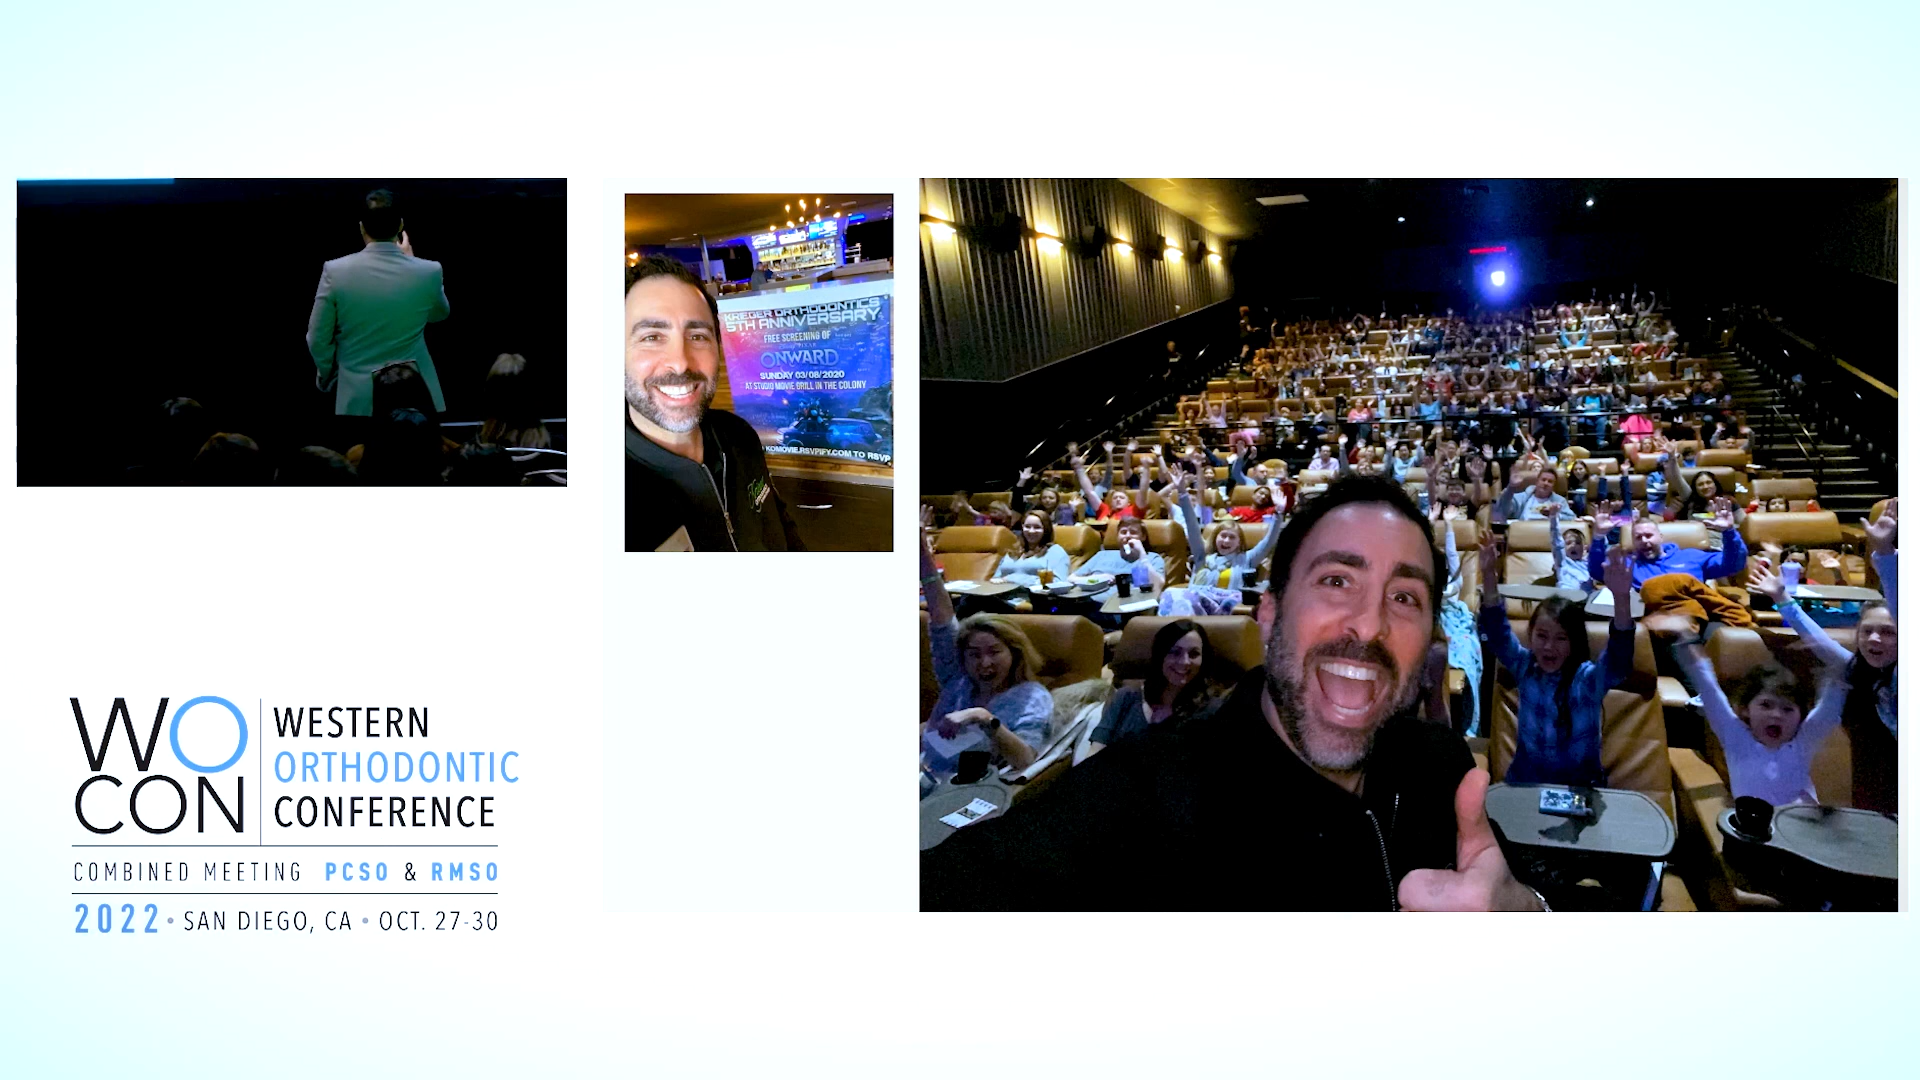 KREGER ORTHODONTICS
5TH ANNIVERSARY
FREE SCREENING OF
ONWARD
SUNDAY 03/08/2020
AT STUDIO MOVIE GRILL IN THE COLONY
KOMOVIE.RSVPIFY.COM TO RSVP
WO
CON
WESTERN
ORTHODONTIC
CONFERENCE
COMBINED MEETING PCSO & RMSO
2022 • SAN DIEGO, CA • OCT. 27-30